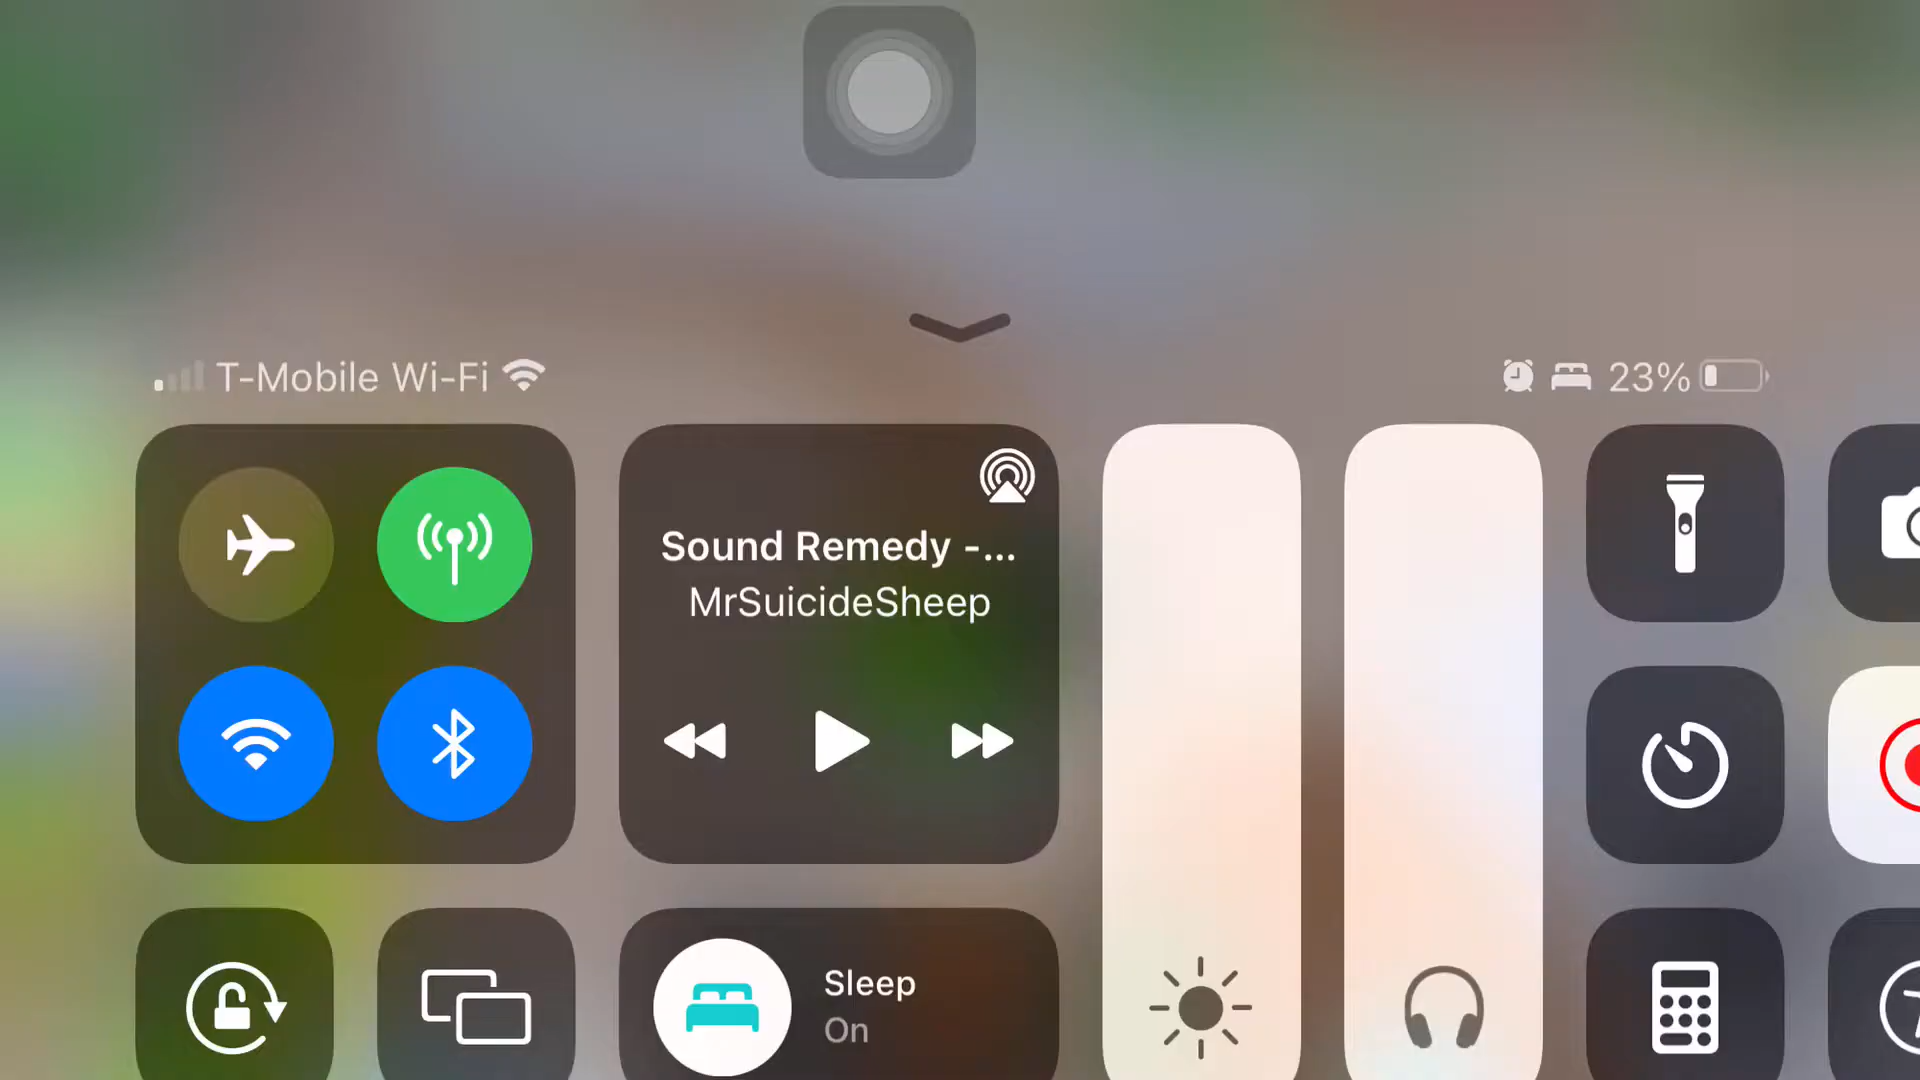 T-Mobile Wi-Fi
23%
Sound Remedy -...
MrSuicideSheep
Sleep
On